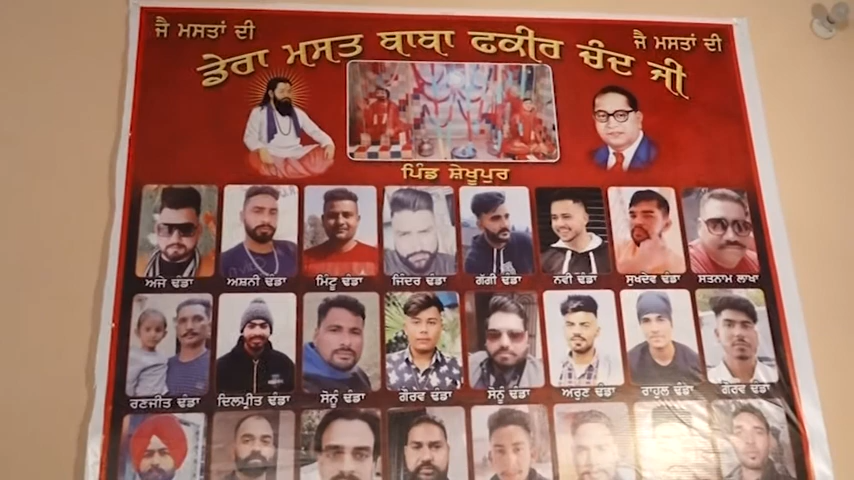 ਜੈ ਮਸਤਾਂ ਦੀ
ਜੈ ਮਸਤਾਂ ਦੀ
ਡੇਰਾ ਮਸਤ ਬਾਬਾ ਫਕੀਰ ਚੰਦ ਜੀ
ਪਿੰਡ ਸ਼ੇਖੂਪੁਰ
ਅਜੇ ਢੰਡਾ ਅਸ਼ਨੀ ਢੰਡਾ ਮਿੰਟੂ ਢੰਡਾ ਜਿੰਦਰ ਢੰਡਾ ਗੱਗੀ ਢੰਡਾ ਨਵੀ ਢੰਡਾ ਸੁਖਦੇਵ ਢੰਡਾ ਸਤਨਾਮ ਲਾਖਾ
ਰਣਜੀਤ ਢੰਡਾ ਦਿਲਪ੍ਰੀਤ ਢੰਡਾ ਸੋਨੂੰ ਢੰਡਾ ਗੌਰਵ ਢੰਡਾ ਸੋਨੂੰ ਢੰਡਾ ਅਰੁਣ ਢੰਡਾ ਰਾਹੁਲ ਢੰਡਾ ਗੌਰਵ ਢੰਡਾ